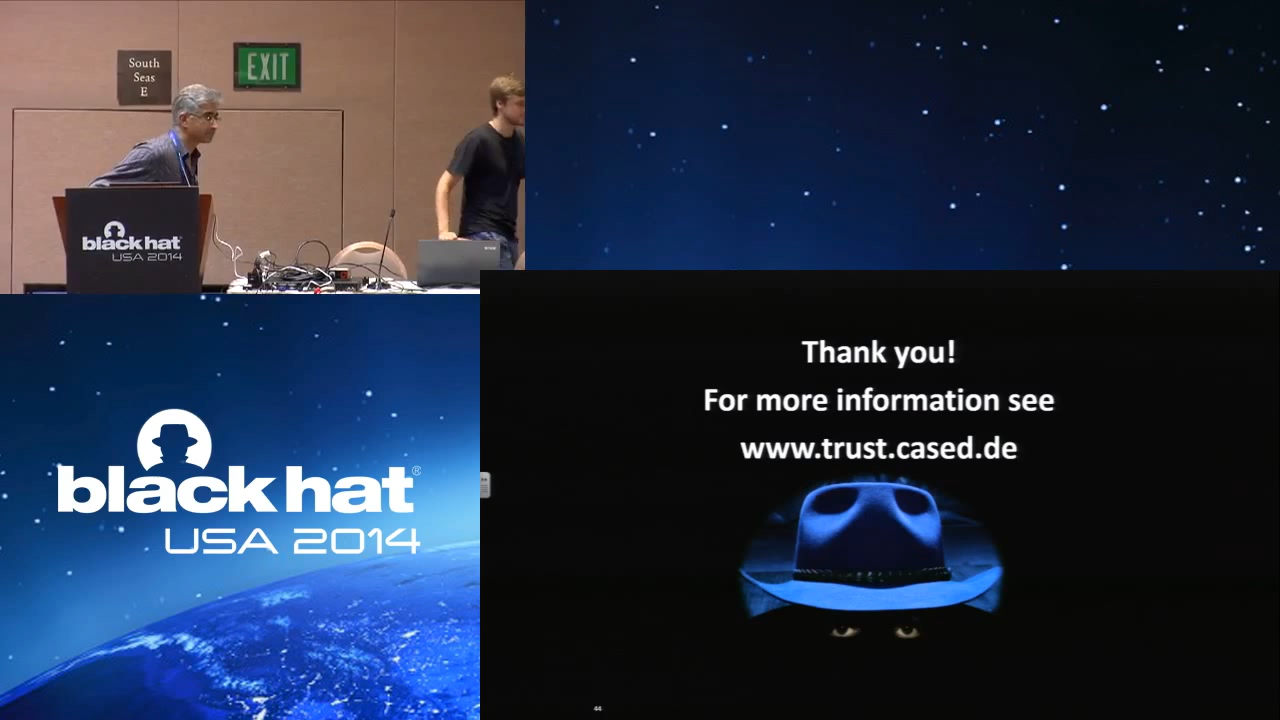 South
Seas
E
EXIT
black hat
USA 2014
black hat®
USA 2014
Thank you!
For more information see
www.trust.cased.de
44